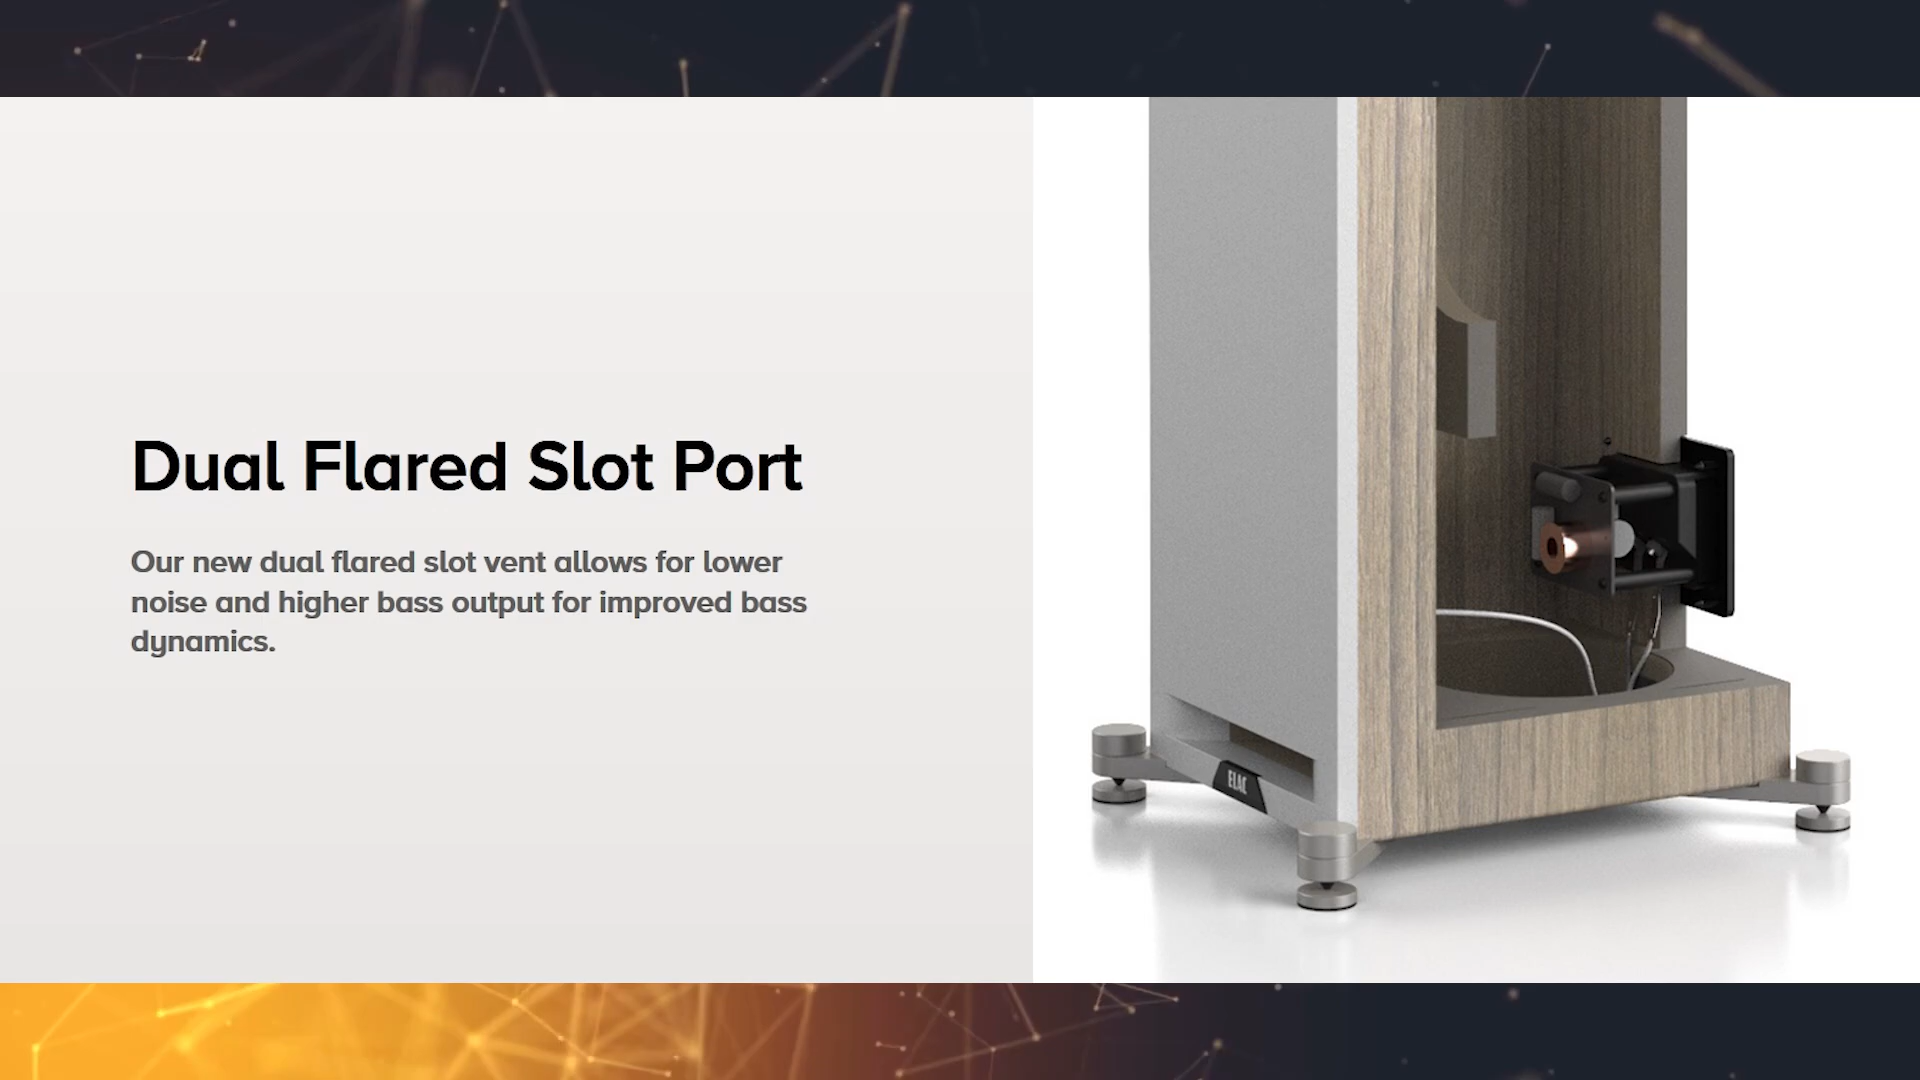 Dual Flared Slot Port
Our new dual flared slot vent allows for lower
noise and higher bass output for improved bass
dynamics.
ELAC